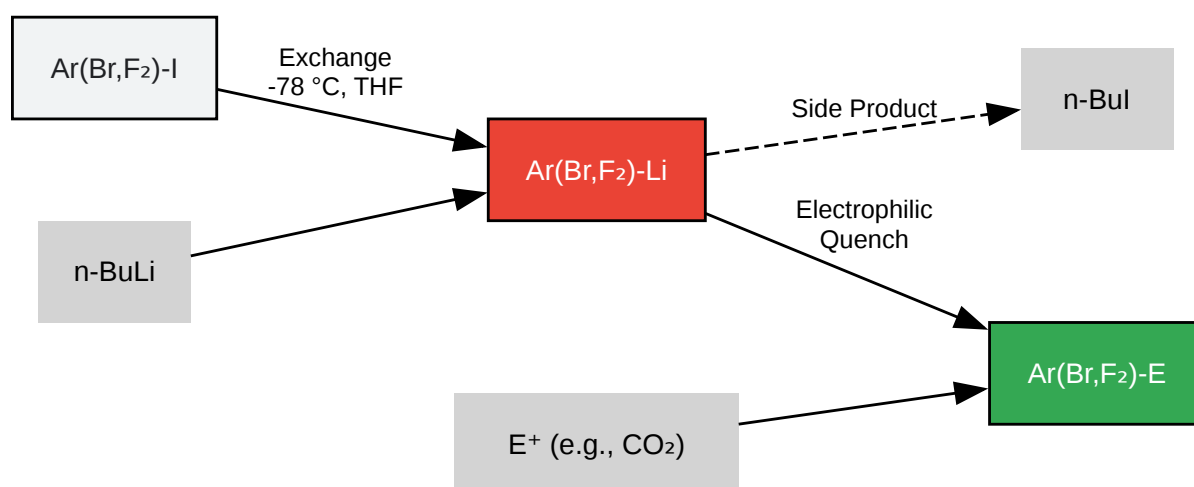 Ar(Br,F₂)-I
Exchange
-78 °C, THF
n-BuLi
Ar(Br,F₂)-Li
Side Product
n-BuI
Electrophilic
Quench
E⁺ (e.g., CO₂)
Ar(Br,F₂)-E